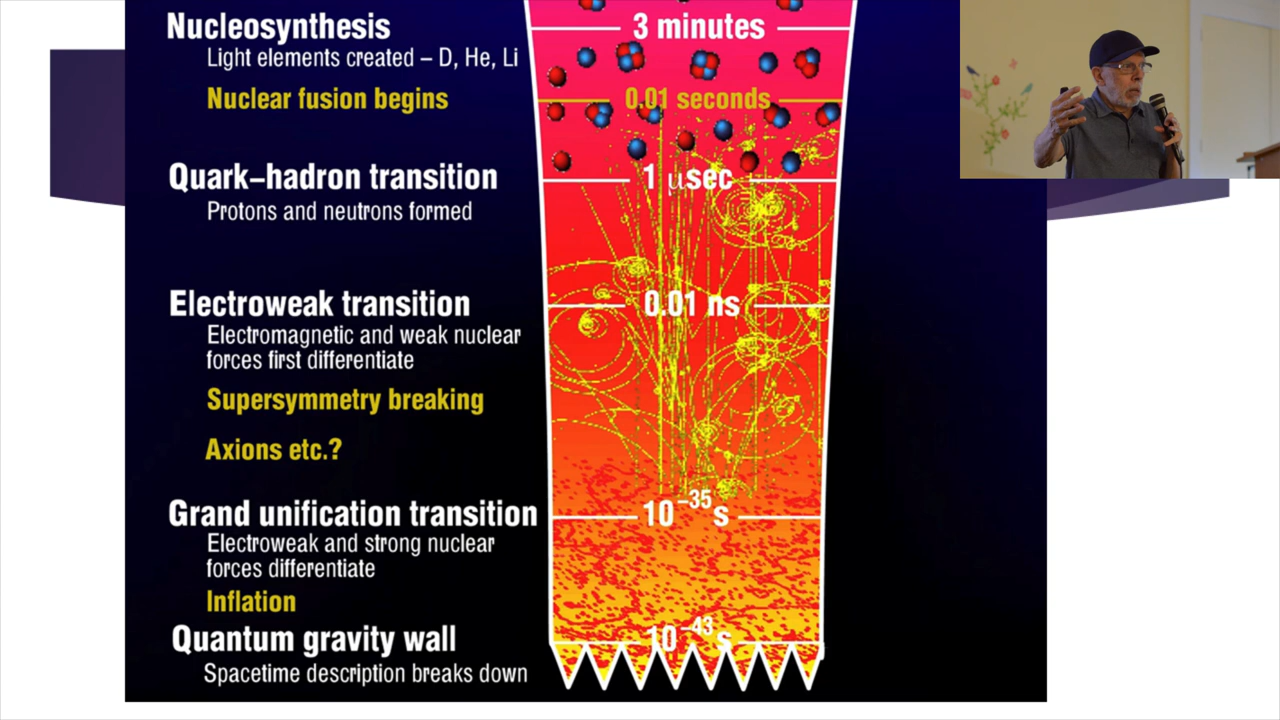 Nucleosynthesis
3 minutes
Light elements created – D, He, Li
Nuclear fusion begins
0.01 seconds
Quark–hadron transition
1 µsec
Protons and neutrons formed
Electroweak transition
0.01 ns
Electromagnetic and weak nuclear
forces first differentiate
Supersymmetry breaking
Axions etc.?
Grand unification transition
10⁻³⁵s
Electroweak and strong nuclear
forces differentiate
Inflation
Quantum gravity wall
10⁻⁴³s
Spacetime description breaks down